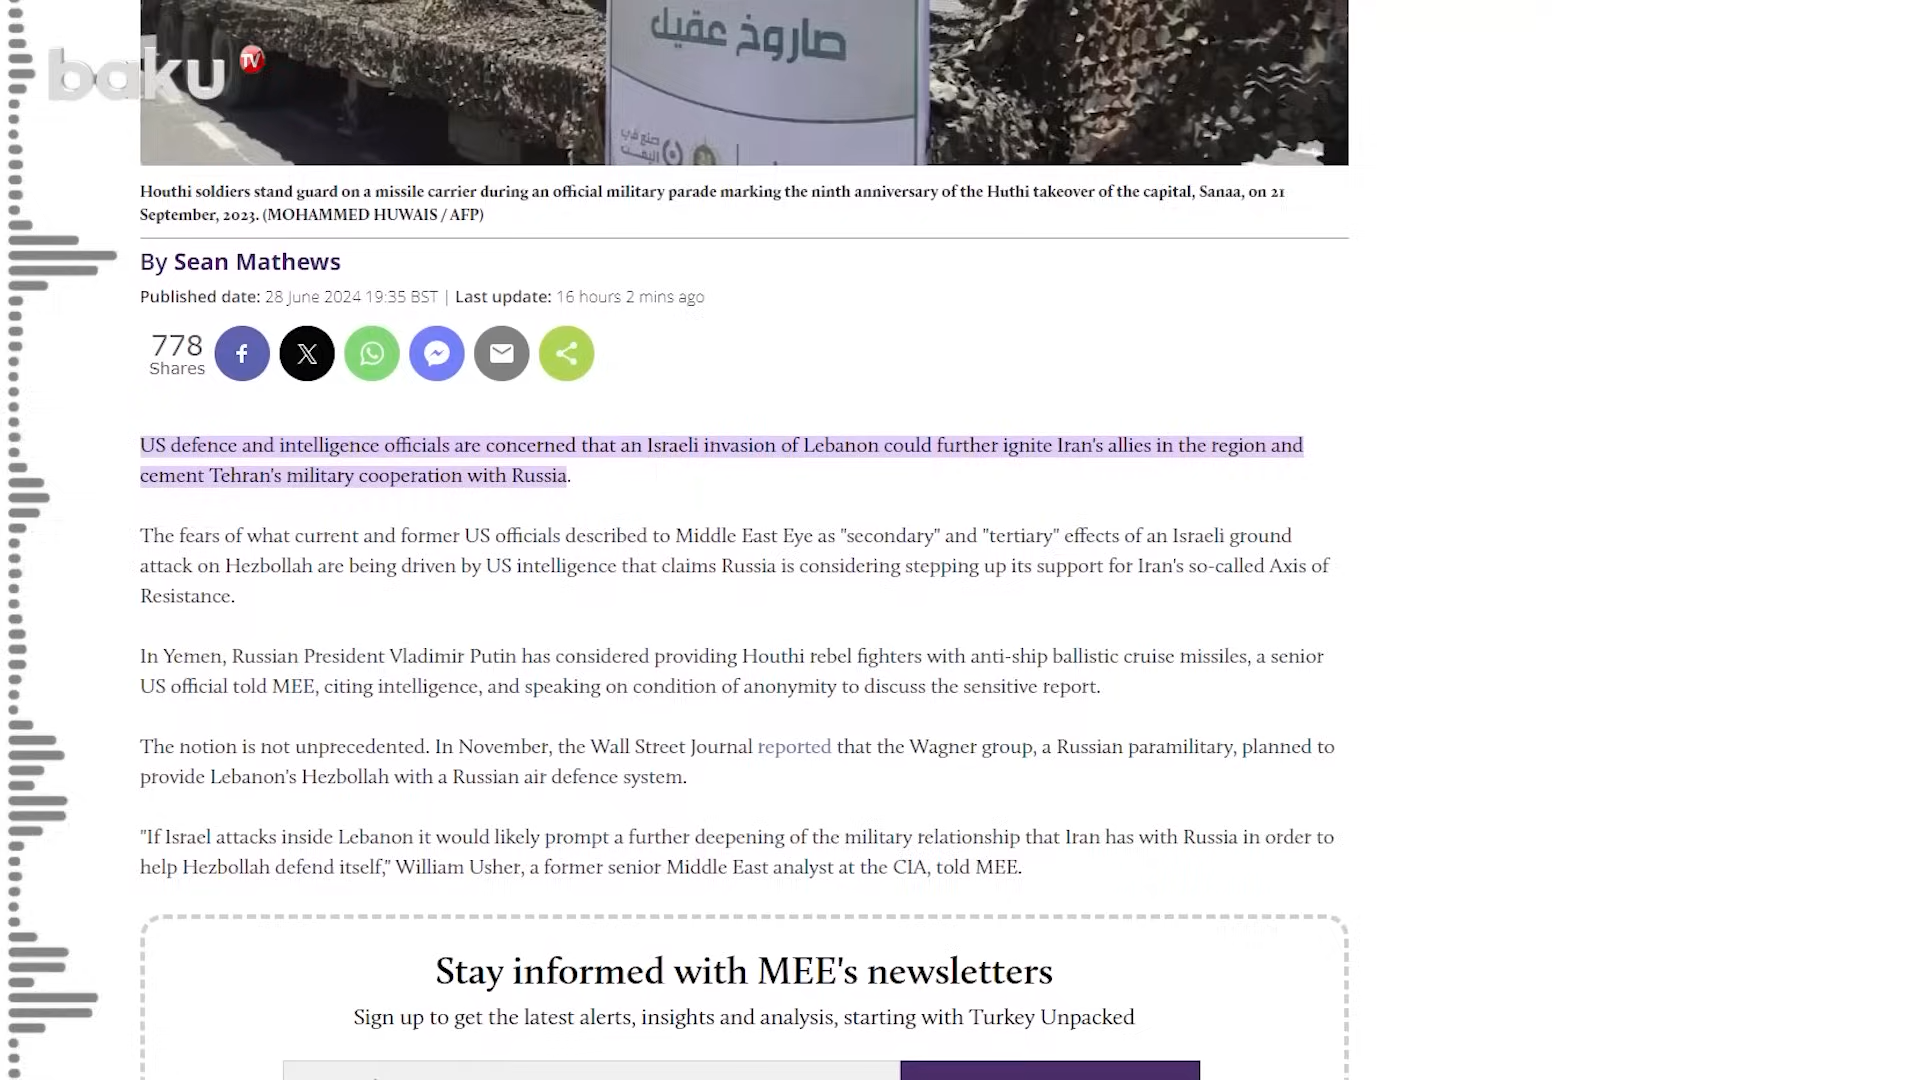 صاروخ عقيل
صنع في
baku TV
Houthi soldiers stand guard on a missile carrier during an official military parade marking the ninth anniversary of the Huthi takeover of the capital, Sanaa, on 21
September, 2023. (MOHAMMED HUWAIS / AFP)
By Sean Mathews
Published date: 28 June 2024 19:35 BST | Last update: 16 hours 2 mins ago
778
Shares
US defence and intelligence officials are concerned that an Israeli invasion of Lebanon could further ignite Iran's allies in the region and
cement Tehran's military cooperation with Russia.
The fears of what current and former US officials described to Middle East Eye as "secondary" and "tertiary" effects of an Israeli ground
attack on Hezbollah are being driven by US intelligence that claims Russia is considering stepping up its support for Iran's so-called Axis of
Resistance.
In Yemen, Russian President Vladimir Putin has considered providing Houthi rebel fighters with anti-ship ballistic cruise missiles, a senior
US official told MEE, citing intelligence, and speaking on condition of anonymity to discuss the sensitive report.
The notion is not unprecedented. In November, the Wall Street Journal reported that the Wagner group, a Russian paramilitary, planned to
provide Lebanon's Hezbollah with a Russian air defence system.
"If Israel attacks inside Lebanon it would likely prompt a further deepening of the military relationship that Iran has with Russia in order to
help Hezbollah defend itself," William Usher, a former senior Middle East analyst at the CIA, told MEE.
Stay informed with MEE's newsletters
Sign up to get the latest alerts, insights and analysis, starting with Turkey Unpacked